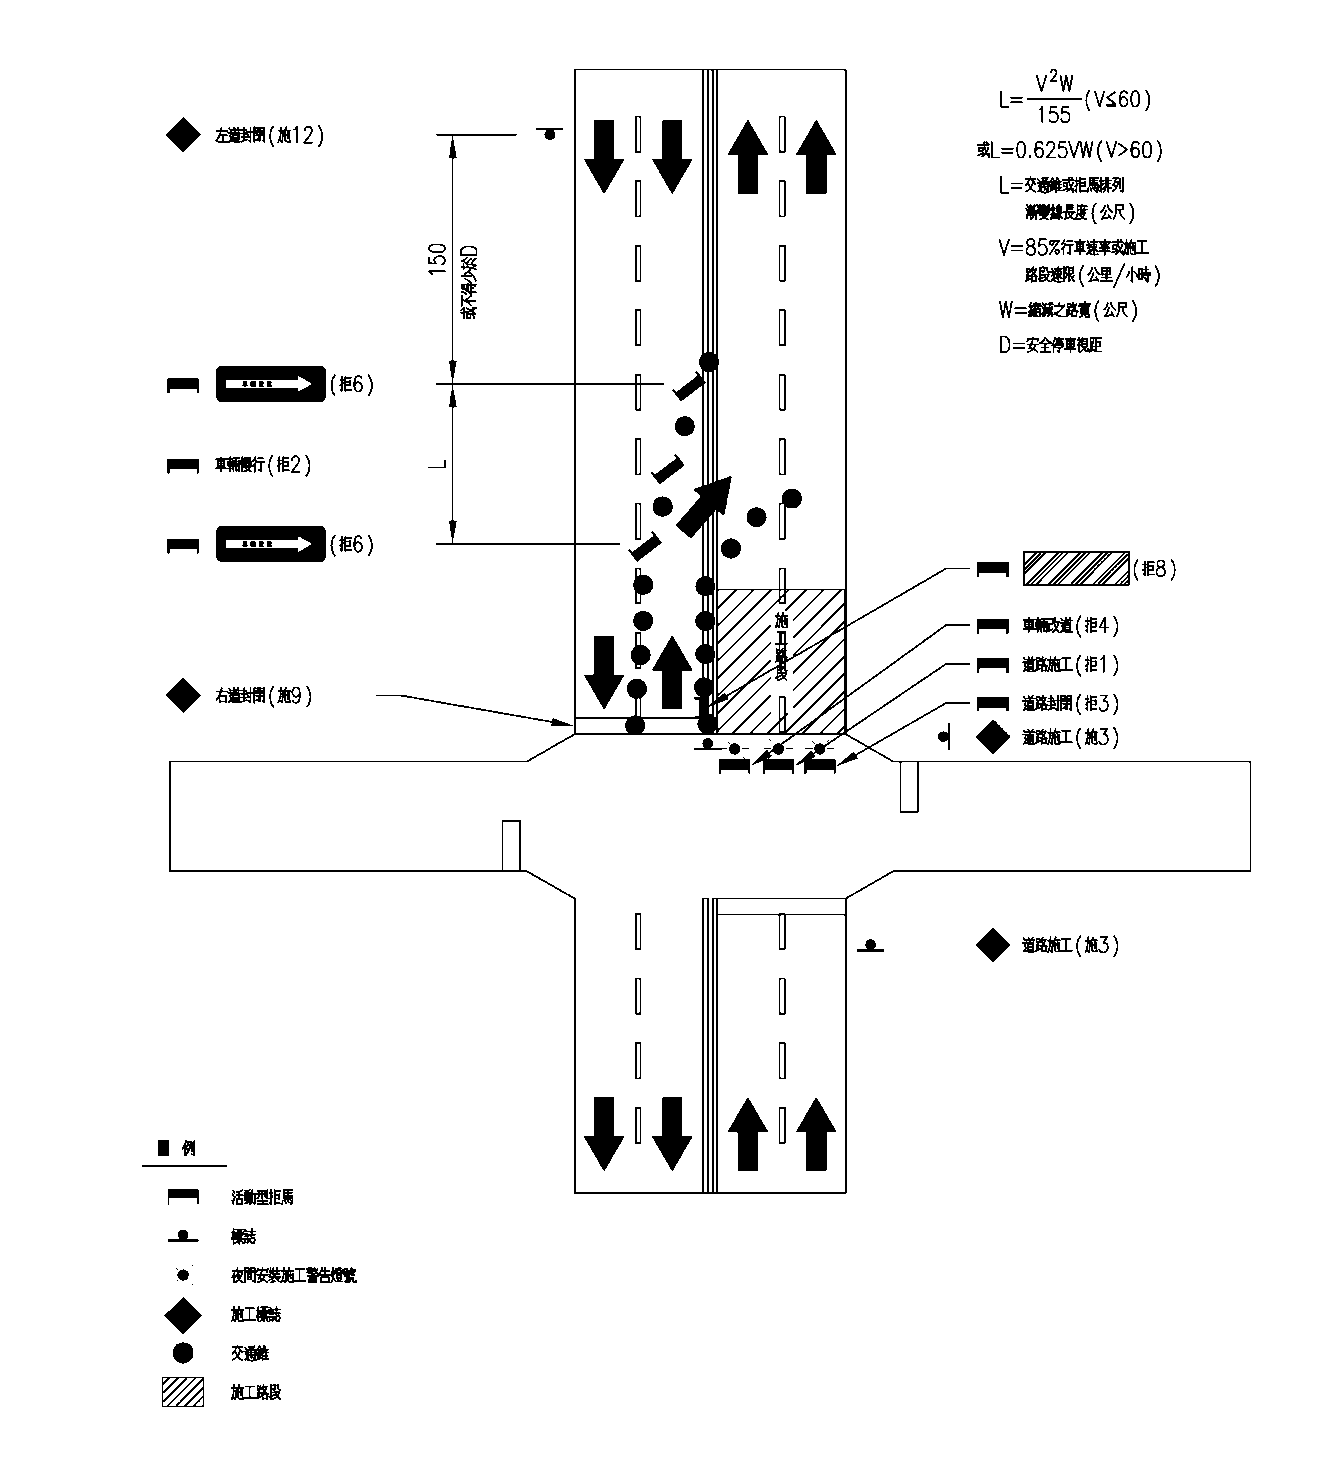 左道封閉(施12)
L=V²W/155(V≤60)
或L=0.625VW(V>60)
L=交通錐或拒馬排列
漸變線長度(公尺)
V=85%行車速率或施工
路段速限(公里/小時)
W=縮減之路寬(公尺)
D=安全停車視距
150
或不得少於D
(拒6)
L
車輛慢行(拒2)
(拒6)
(拒8)
施工路段
車輛改道(拒4)
道路施工(拒1)
右道封閉(施9)
道路封閉(拒3)
道路施工(施3)
道路施工(施3)
例
活動型拒馬
標誌
夜間安裝施工警告燈號
施工標誌
交通錐
施工路段